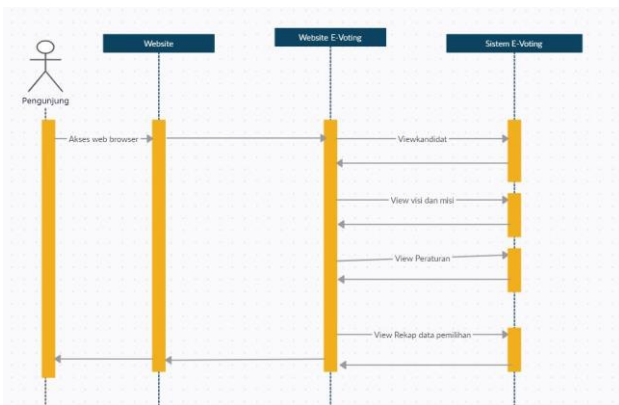 Website
Website E-Voting
Sistem E-Voting
Pengunjung
Akses web browser
Viewkandidat
View visi dan misi
View Peraturan
View Rekap data pemilihan